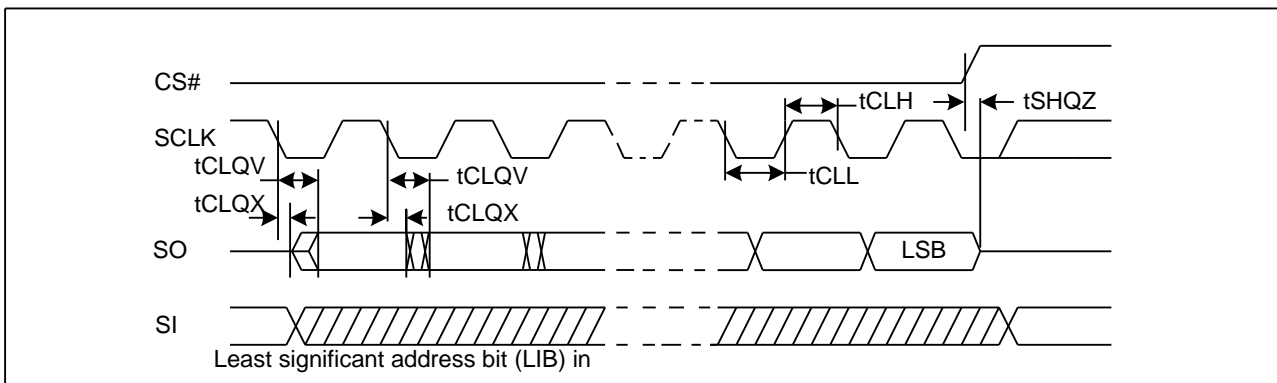 CS#
tCLH
tSHQZ
SCLK
tCLQV
tCLQV
tCLL
tCLQX
tCLQX
SO
LSB
SI
Least significant address bit (LIB) in